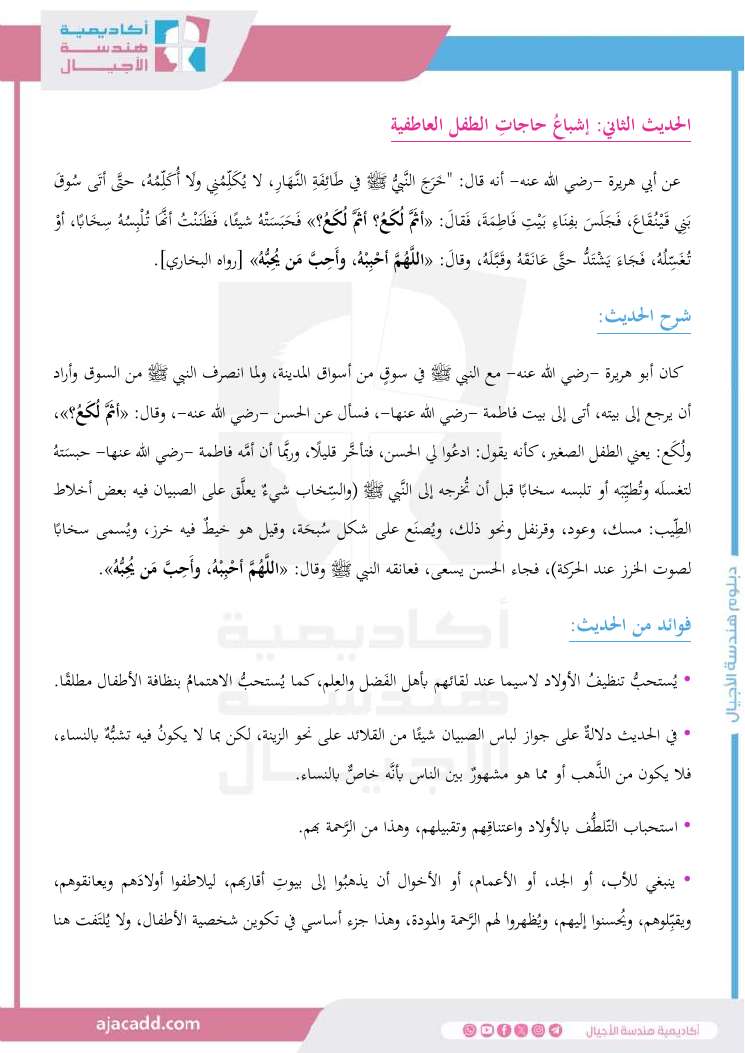 أكاديمية
هندسة
الأجيال
الحديث الثاني: إشباعُ حاجاتِ الطفل العاطفية
عن أبي هريرة –رضي الله عنه– أنه قال: "خَرَجَ النَّبيُّ ﷺ في طَائِفَةِ النَّهَارِ، لا يُكَلِّمُنِي ولَا أُكَلِّمُهُ، حتَّى أتَى سُوقَ
بَنِي قَيْنُقَاعَ، فَجَلَسَ بفِنَاءِ بَيْتِ فَاطِمَةَ، فَقالَ: «أثَمَّ لُكَعُ؟ أثَمَّ لُكَعُ؟» فَحَبَسَتْهُ شيئًا، فَظَنَنْتُ أنَّهَا تُلْبِسُهُ سِخَابًا، أوْ
تُغَسِّلُهُ، فَجَاءَ يَشْتَدُّ حتَّى عَانَقَهُ وقَبَّلَهُ، وقالَ: «اللَّهُمَّ أحْبِبْهُ، وأَحِبَّ مَن يُحِبُّهُ» [رواه البخاري].
شرح الحديث:
كان أبو هريرة –رضي الله عنه– مع النبي ﷺ في سوقٍ من أسواق المدينة، ولما انصرف النبي ﷺ من السوق وأراد
أن يرجع إلى بيته، أتى إلى بيت فاطمة –رضي الله عنها–، فسأل عن الحسن –رضي الله عنه–، وقال: «أثَمَّ لُكَعُ؟»،
ولُكَع: يعني الطفل الصغير، كأنه يقول: ادعُوا لي الحسن، فتأخَّر قليلًا، وربَّما أن أمَّه فاطمة –رضي الله عنها– حبسَتهُ
لتغسلَه وتُطيِّبَه أو تلبسه سخابًا قبل أن تُخرجه إلى النَّبي ﷺ (والسِّخاب شيءٌ يعلَّق على الصبيان فيه بعض أخلاط
الطِّيب: مسك، وعود، وقرنفل ونحو ذلك، ويُصنَع على شكل سُبحَة، وقيل هو خيطٌ فيه خرز، ويُسمى سخابًا
لصوت الخرز عند الحركة)، فجاء الحسن يسعى، فعانقه النبي ﷺ وقال: «اللَّهُمَّ أحْبِبْهُ، وأَحِبَّ مَن يُحِبُّهُ».
فوائد من الحديث:
• يُستحبُّ تنظيفُ الأولاد لاسيما عند لقائهم بأهل الفَضل والعِلم، كما يُستحبُّ الاهتمامُ بنظافة الأطفال مطلقًا.
• في الحديث دلالةٌ على جواز لباس الصبيان شيئًا من القلائد على نحو الزينة، لكن بما لا يكونُ فيه تشبُّهٌ بالنساء،
فلا يكون من الذَّهب أو مما هو مشهورٌ بين الناس بأنَّه خاصٌّ بالنساء.
• استحباب التّلطُّف بالأولاد واعتناقِهم وتقبيلهم، وهذا من الرَّحمة بهم.
• ينبغي للأب، أو الجد، أو الأعمام، أو الأخوال أن يذهبُوا إلى بيوتِ أقاربهم، ليلاطفوا أولادَهم ويعانقوهم،
ويقبِّلوهم، ويُحسنوا إليهم، ويُظهروا لهم الرَّحمة والمودة، وهذا جزء أساسي في تكوين شخصية الأطفال، ولا يُلتَفت هنا
دبلوم هندسة الأجيال
أكاديمية
هندسة
الأجيال
أكاديمية هندسة الأجيال
ajacadd.com